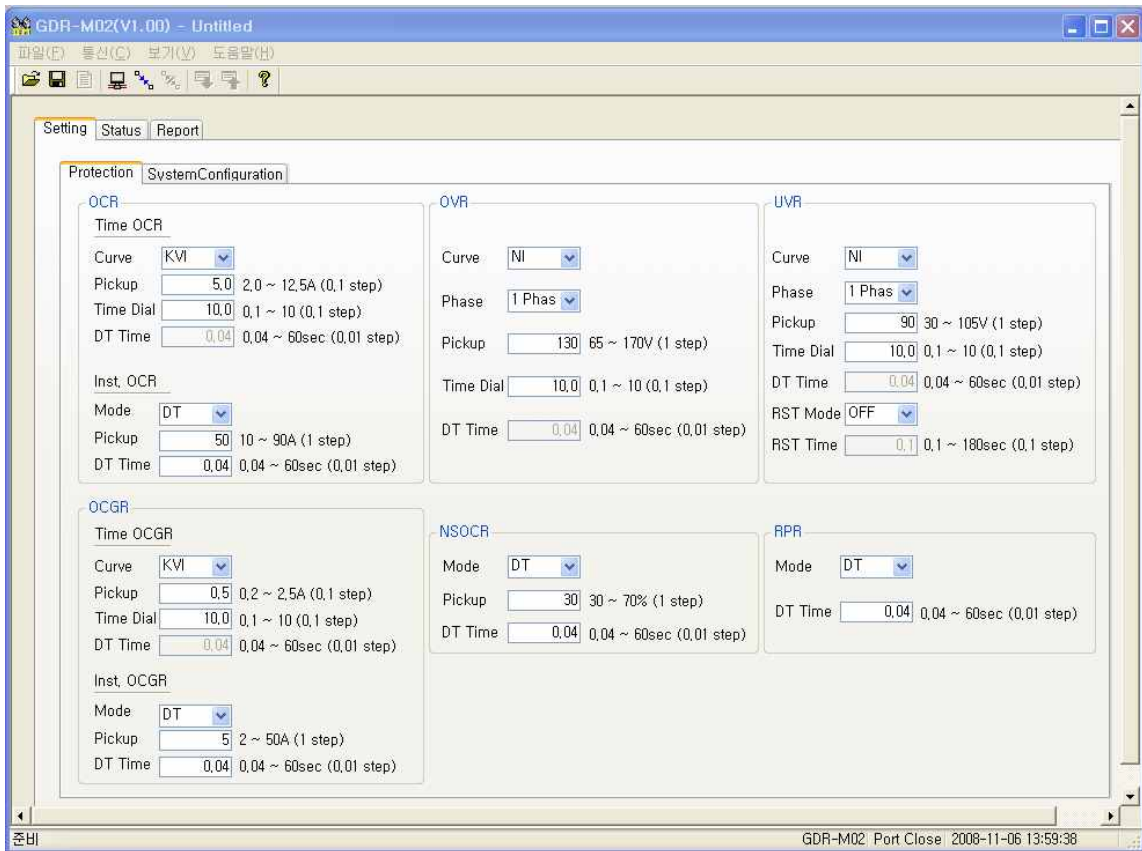 GDR-M02(V1.00) - Untitled
파일(F) 통신(C) 보기(V) 도움말(H)
Setting Status Report
Protection SystemConfiguration
OCR
Time OCR
Curve KVI
Pickup 5.0 2.0 ~ 12.5A (0.1 step)
Time Dial 10.0 0.1 ~ 10 (0.1 step)
DT Time 0.04 0.04 ~ 60sec (0.01 step)
Inst. OCR
Mode DT
Pickup 50 10 ~ 90A (1 step)
DT Time 0.04 0.04 ~ 60sec (0.01 step)
OVR
Curve NI
Phase 1 Phas
Pickup 130 65 ~ 170V (1 step)
Time Dial 10.0 0.1 ~ 10 (0.1 step)
DT Time 0.04 0.04 ~ 60sec (0.01 step)
UVR
Curve NI
Phase 1 Phas
Pickup 90 30 ~ 105V (1 step)
Time Dial 10.0 0.1 ~ 10 (0.1 step)
DT Time 0.04 0.04 ~ 60sec (0.01 step)
RST Mode OFF
RST Time 0.1 0.1 ~ 180sec (0.1 step)
OCGR
Time OCGR
Curve KVI
Pickup 0.5 0.2 ~ 2.5A (0.1 step)
Time Dial 10.0 0.1 ~ 10 (0.1 step)
DT Time 0.04 0.04 ~ 60sec (0.01 step)
Inst. OCGR
Mode DT
Pickup 5 2 ~ 50A (1 step)
DT Time 0.04 0.04 ~ 60sec (0.01 step)
NSOCR
Mode DT
Pickup 30 30 ~ 70% (1 step)
DT Time 0.04 0.04 ~ 60sec (0.01 step)
RPR
Mode DT
DT Time 0.04 0.04 ~ 60sec (0.01 step)
준비 GDR-M02 Port Close 2008-11-06 13:59:38